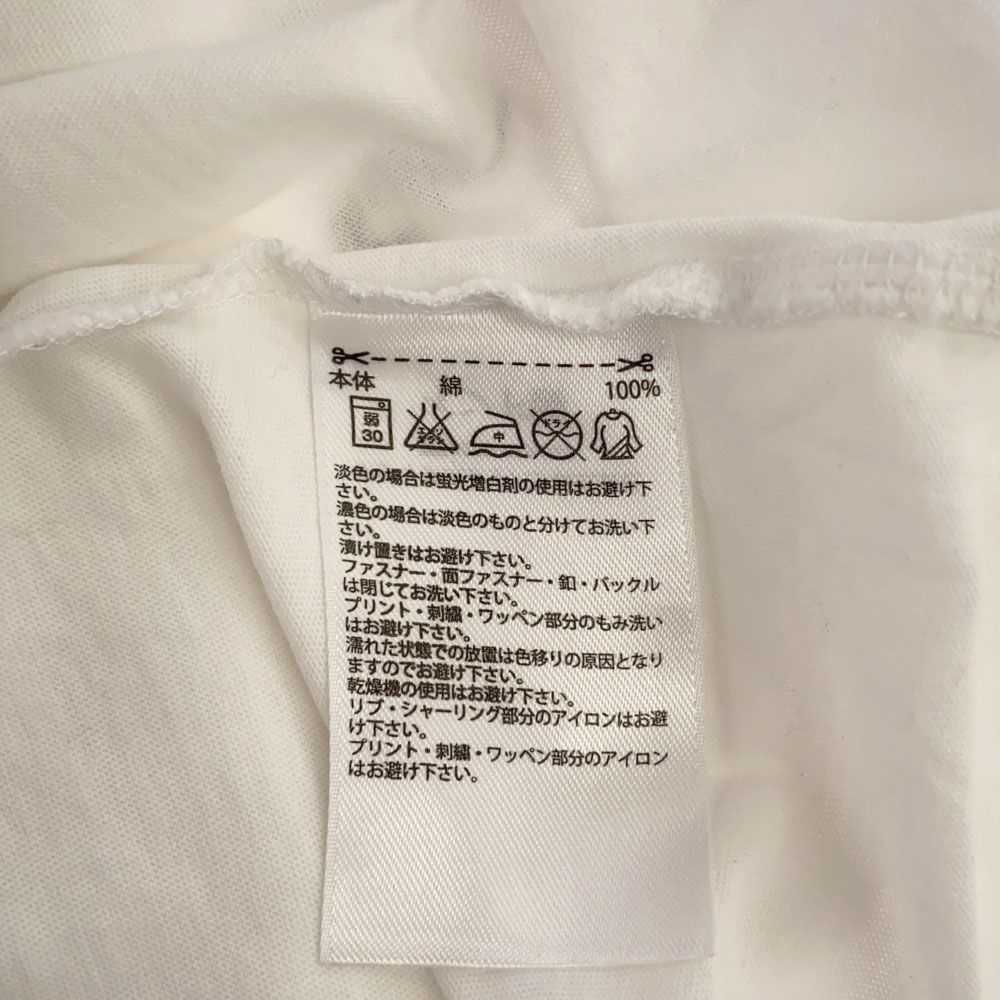 本体 綿 100%
弱 30 エンソ サラシ 中 ドライ
淡色の場合は蛍光増白剤の使用はお避け下
さい。
濃色の場合は淡色のものと分けてお洗い下
さい。
漬け置きはお避け下さい。
ファスナー・面ファスナー・釦・バックル
は閉じてお洗い下さい。
プリント・刺繍・ワッペン部分のもみ洗い
はお避け下さい。
濡れた状態での放置は色移りの原因となり
ますのでお避け下さい。
乾燥機の使用はお避け下さい。
リブ・シャーリング部分のアイロンはお避
け下さい。
プリント・刺繍・ワッペン部分のアイロン
はお避け下さい。